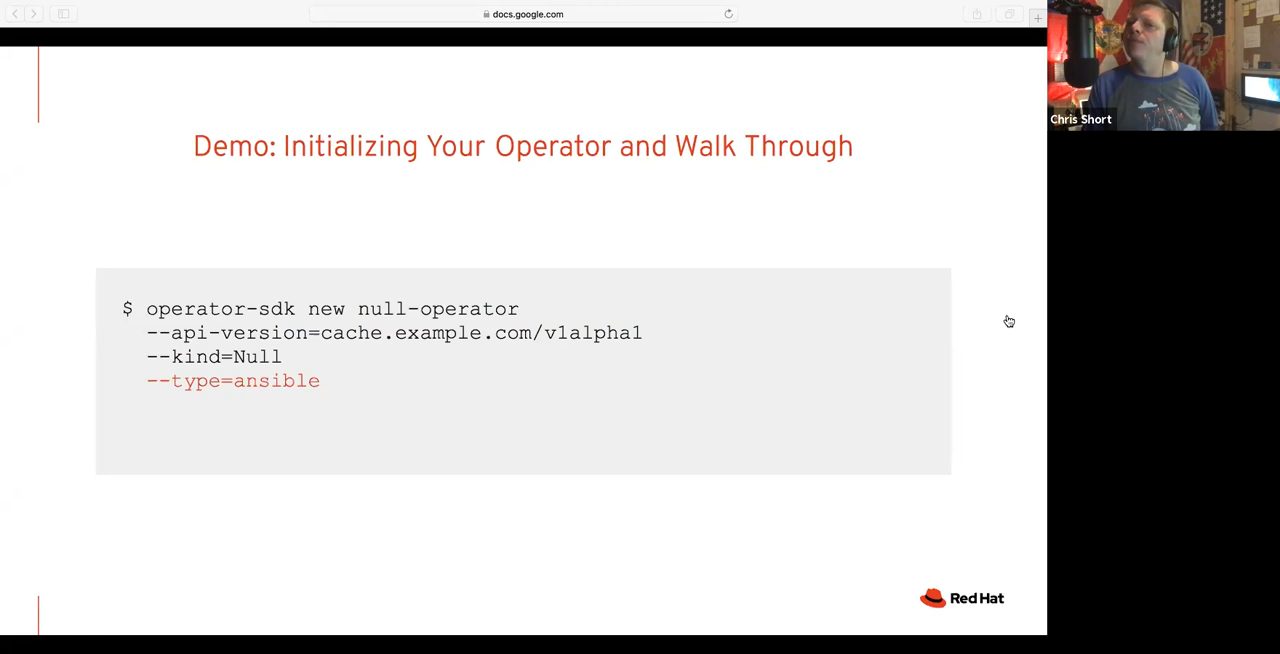 docs.google.com
Chris Short
Demo: Initializing Your Operator and Walk Through
$ operator-sdk new null-operator
--api-version=cache.example.com/v1alpha1
--kind=Null
--type=ansible
Red Hat